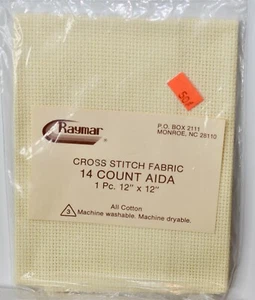 Raymar
P.O. BOX 2111
MONROE, NC 28110
CROSS STITCH FABRIC
14 COUNT AIDA
1 Pc. 12" x 12"
All Cotton
3 Machine washable. Machine dryable.